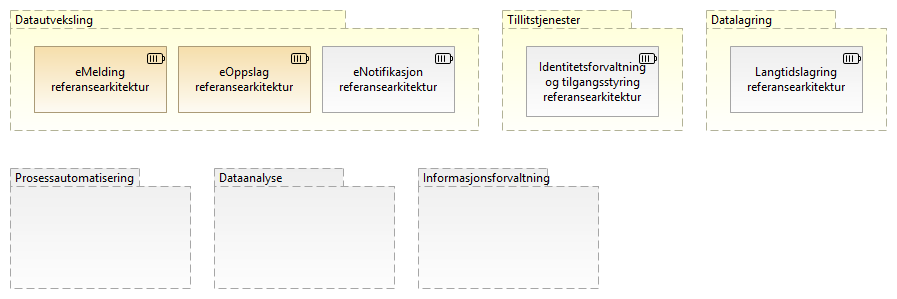 Datautveksling
Tillitstjenester
Datalagring
eMelding
referansearkitektur
eOppslag
referansearkitektur
eNotifikasjon
referansearkitektur
Identitetsforvaltning
og tilgangsstyring
referansearkitektur
Langtidslagring
referansearkitektur
Prosessautomatisering
Dataanalyse
Informasjonsforvaltning